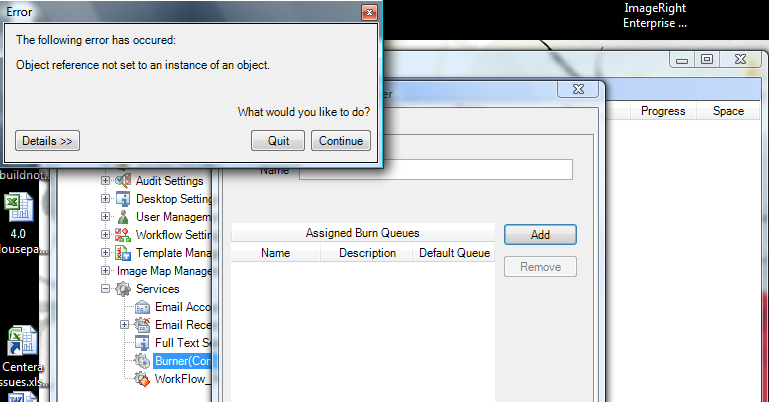 Error
The following error has occured:
Object reference not set to an instance of an object.
What would you like to do?
Details >>
Quit
Continue
ImageRight
Enterprise ...
Progress
Space
Name
Assigned Burn Queues
Name
Description
Default Queue
Add
Remove
Audit Settings
Desktop Setting
User Managem
Workflow Settin
Template Mana
Image Map Manage
Services
Email Acco
Email Rece
Full Text Se
Burner(Con
WorkFlow_
buildnot.
4.0
Mousepa...
Centera
issues.xls...